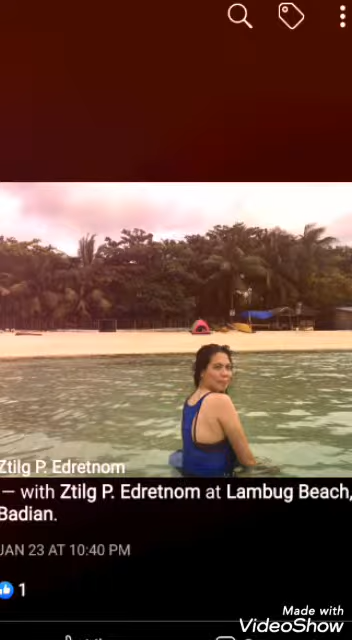 Ztilg P. Edretnom
— with Ztilg P. Edretnom at Lambug Beach,
Badian.
JAN 23 AT 10:40 PM
1
Made with
VideoShow